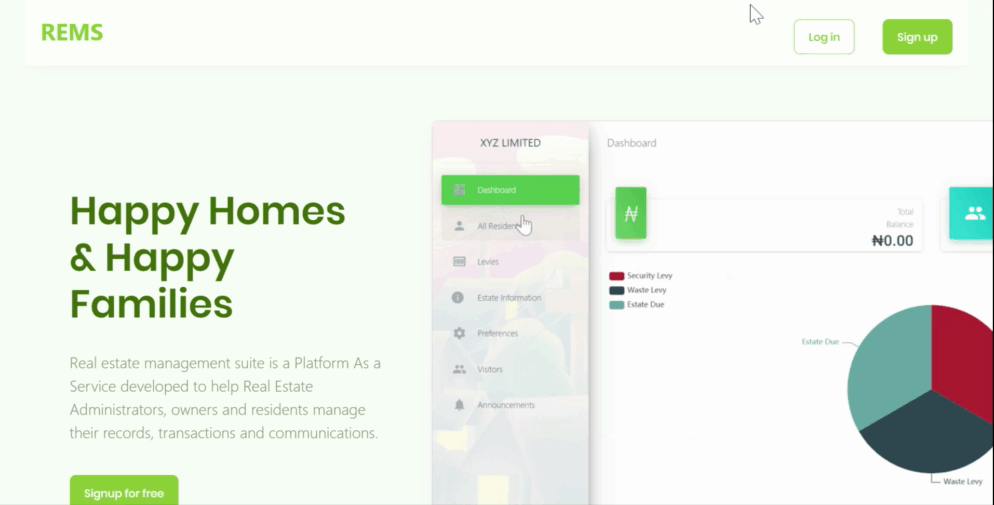 REMS
Log in
Sign up
Happy Homes
& Happy
Families
Real estate management suite is a Platform As a
Service developed to help Real Estate
Administrators, owners and residents manage
their records, transactions and communications.
Signup for free
XYZ LIMITED
Dashboard
All Residents
Levies
Estate Information
Preferences
Visitors
Announcements
Dashboard
₦
Total
Balance
₦0.00
Security Levy
Waste Levy
Estate Due
Estate Due
Waste Levy